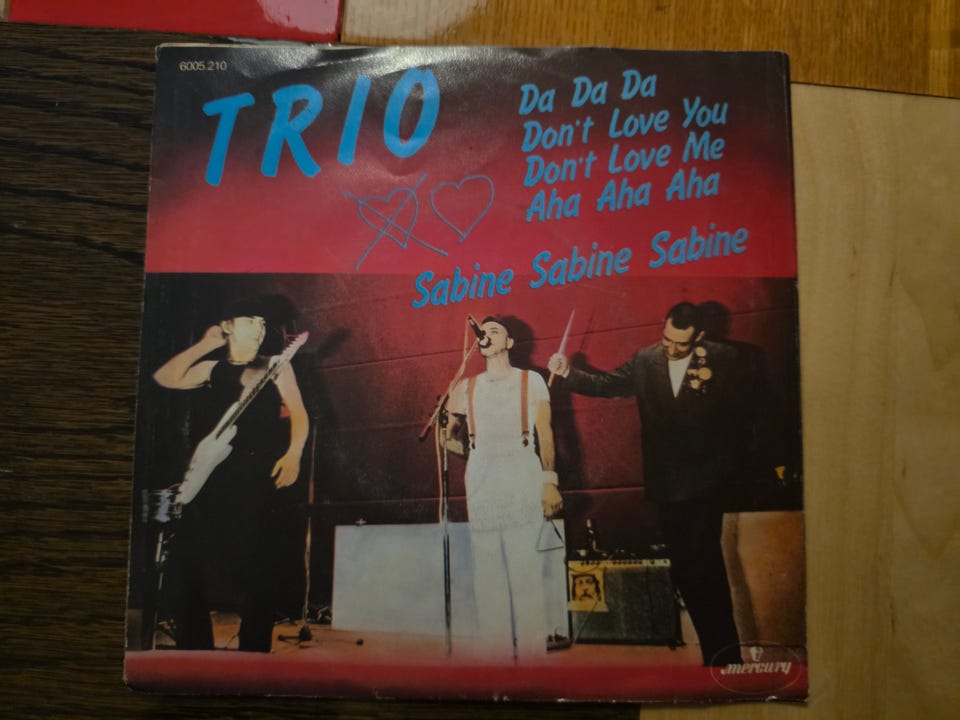 6005 210
TRIO
Da Da Da
Don't Love You
Don't Love Me
Aha Aha Aha
Sabine Sabine Sabine
mercury